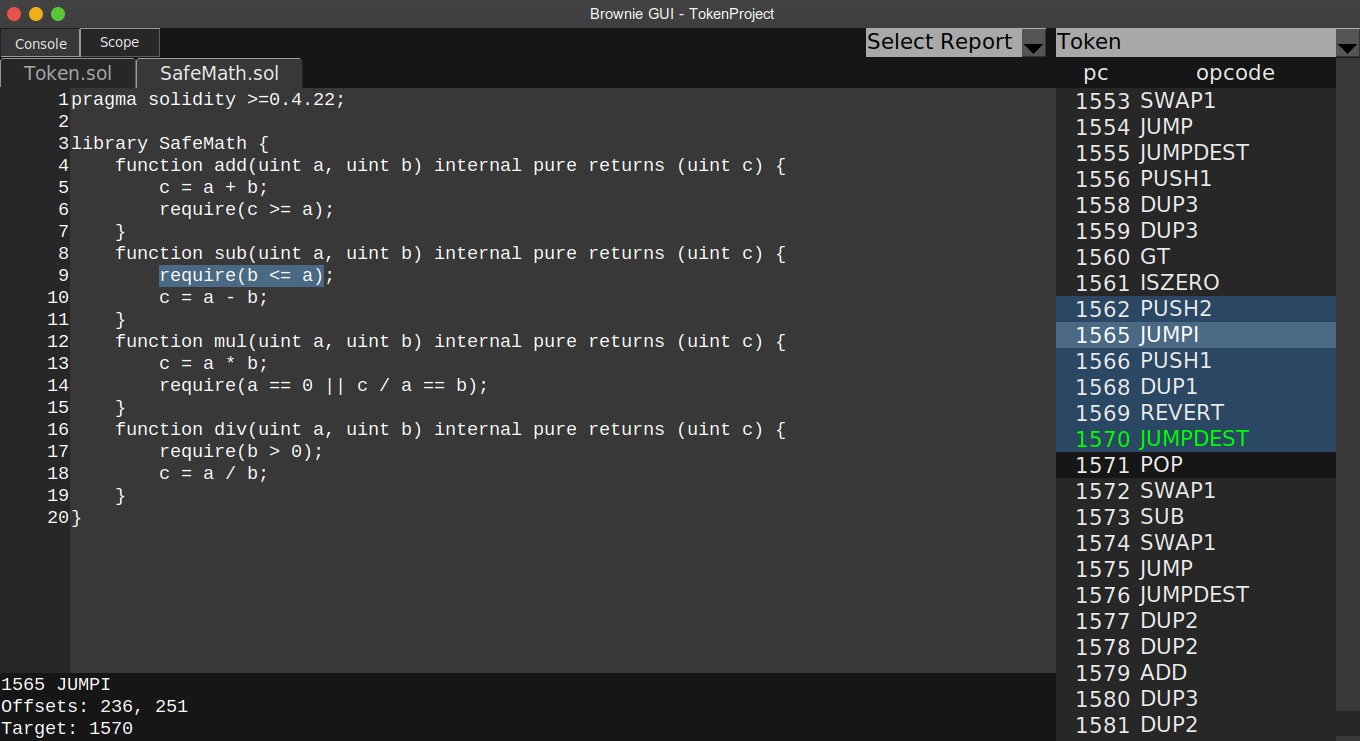 Brownie GUI - TokenProject
Console Scope Select Report Token
Token.sol SafeMath.sol
1 pragma solidity >=0.4.22;
2
3 library SafeMath {
4     function add(uint a, uint b) internal pure returns (uint c) {
5         c = a + b;
6         require(c >= a);
7     }
8     function sub(uint a, uint b) internal pure returns (uint c) {
9         require(b <= a);
10         c = a - b;
11     }
12     function mul(uint a, uint b) internal pure returns (uint c) {
13         c = a * b;
14         require(a == 0 || c / a == b);
15     }
16     function div(uint a, uint b) internal pure returns (uint c) {
17         require(b > 0);
18         c = a / b;
19     }
20 }
1565 JUMPI
Offsets: 236, 251
Target: 1570
pc opcode
1553 SWAP1
1554 JUMP
1555 JUMPDEST
1556 PUSH1
1558 DUP3
1559 DUP3
1560 GT
1561 ISZERO
1562 PUSH2
1565 JUMPI
1566 PUSH1
1568 DUP1
1569 REVERT
1570 JUMPDEST
1571 POP
1572 SWAP1
1573 SUB
1574 SWAP1
1575 JUMP
1576 JUMPDEST
1577 DUP2
1578 DUP2
1579 ADD
1580 DUP3
1581 DUP2